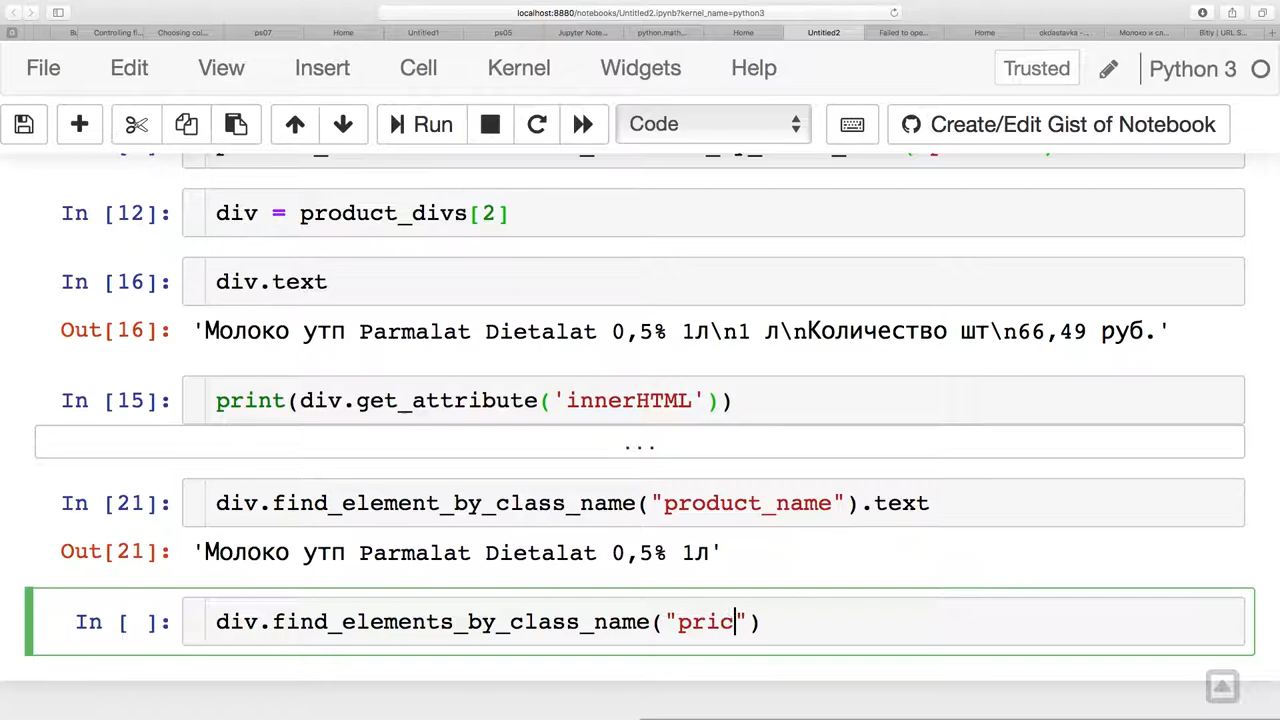 localhost:8880/notebooks/Untitled2.ipynb?kernel_name=python3
Controlling fl... Choosing col... ps07 Home Untitled1 ps05 Jupyter Note... python.math... Home Untitled2 Failed to ope... Home okdastavka -... Молоко и сл... Bitly | URL S...
File Edit View Insert Cell Kernel Widgets Help Trusted Python 3
Run Code Create/Edit Gist of Notebook
In [12]: div = product_divs[2]
In [16]: div.text
Out[16]: 'Молоко утп Parmalat Dietalat 0,5% 1л\n1 л\nКоличество шт\n66,49 руб.'
In [15]: print(div.get_attribute('innerHTML'))
...
In [21]: div.find_element_by_class_name("product_name").text
Out[21]: 'Молоко утп Parmalat Dietalat 0,5% 1л'
In [ ]: div.find_elements_by_class_name("pric")